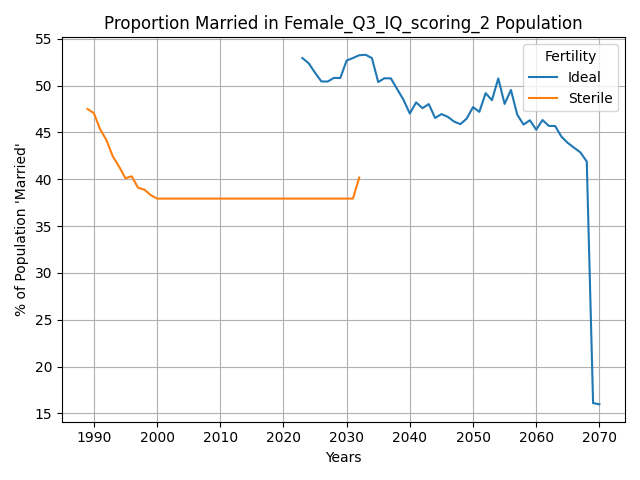 Proportion Married in Female_Q3_IQ_scoring_2 Population
% of Population 'Married'
55
50
45
40
35
30
25
20
15
Fertility
Ideal
Sterile
1990 2000 2010 2020 2030 2040 2050 2060 2070
Years